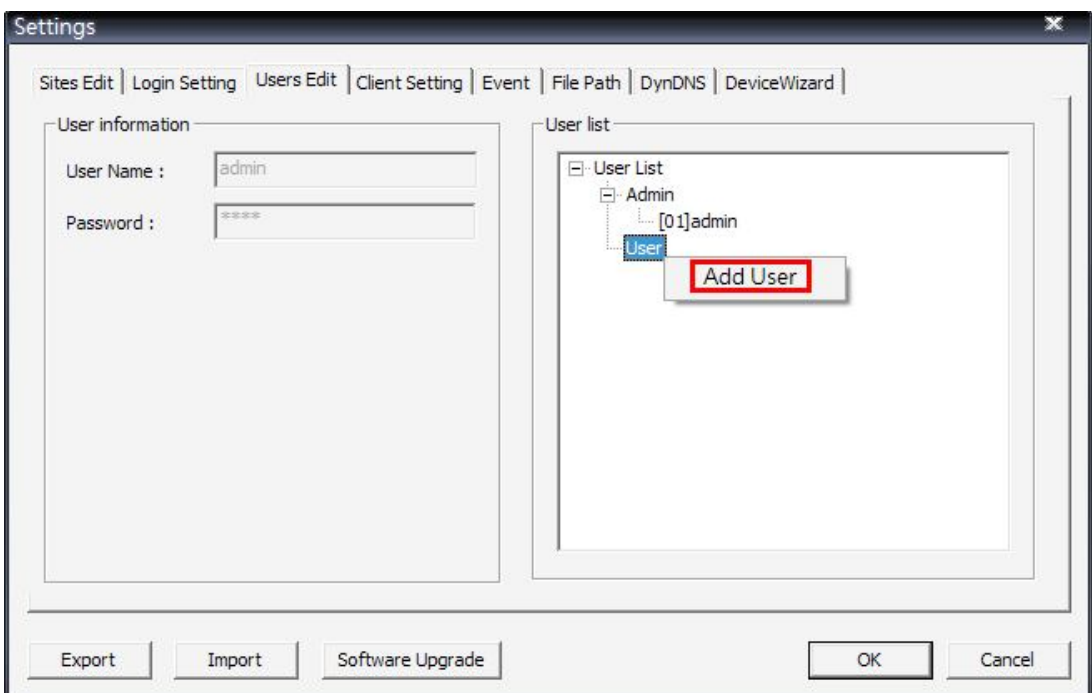 Settings
Sites Edit Login Setting Users Edit Client Setting Event File Path DynDNS DeviceWizard
User information
User Name : admin
Password : ****
User list
User List
Admin
[01]admin
User
Add User
Export Import Software Upgrade OK Cancel